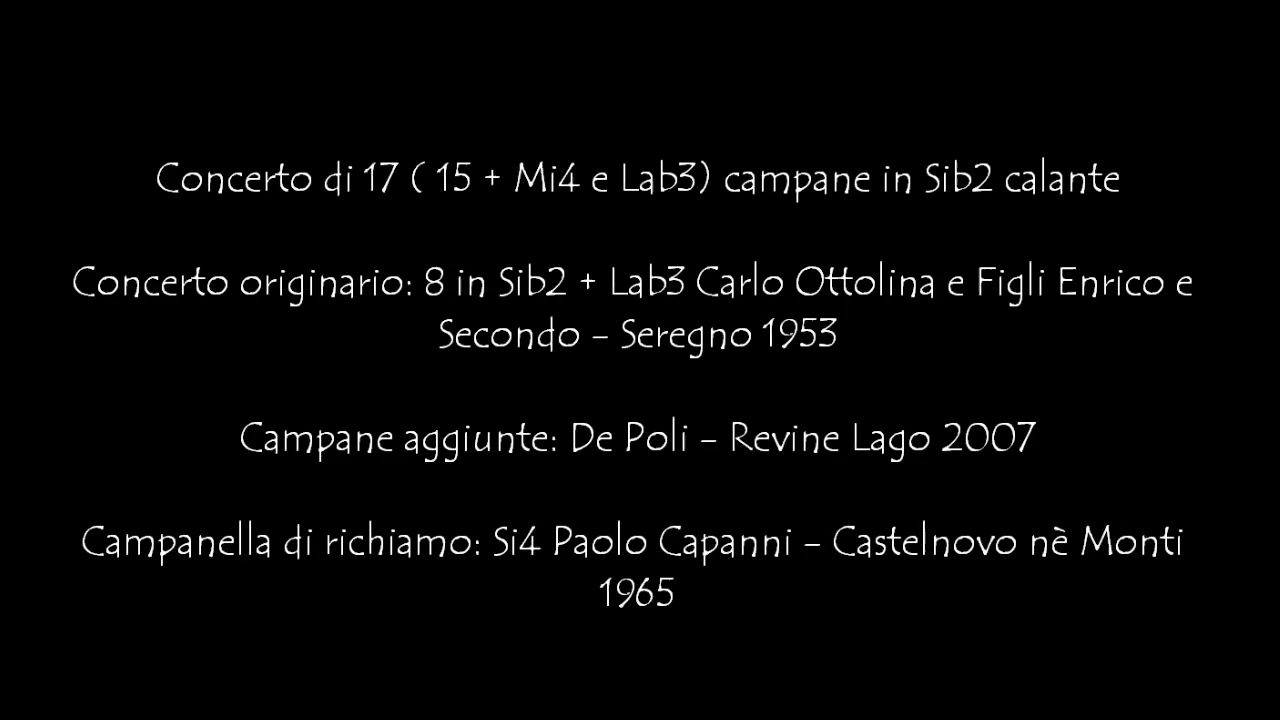 Concerto di 17 ( 15 + Mi4 e Lab3) campane in Sib2 calante
Concerto originario: 8 in Sib2 + Lab3 Carlo Ottolina e Figli Enrico e
Secondo - Seregno 1953
Campane aggiunte: De Poli - Revine Lago 2007
Campanella di richiamo: Si4 Paolo Capanni - Castelnovo nè Monti
1965